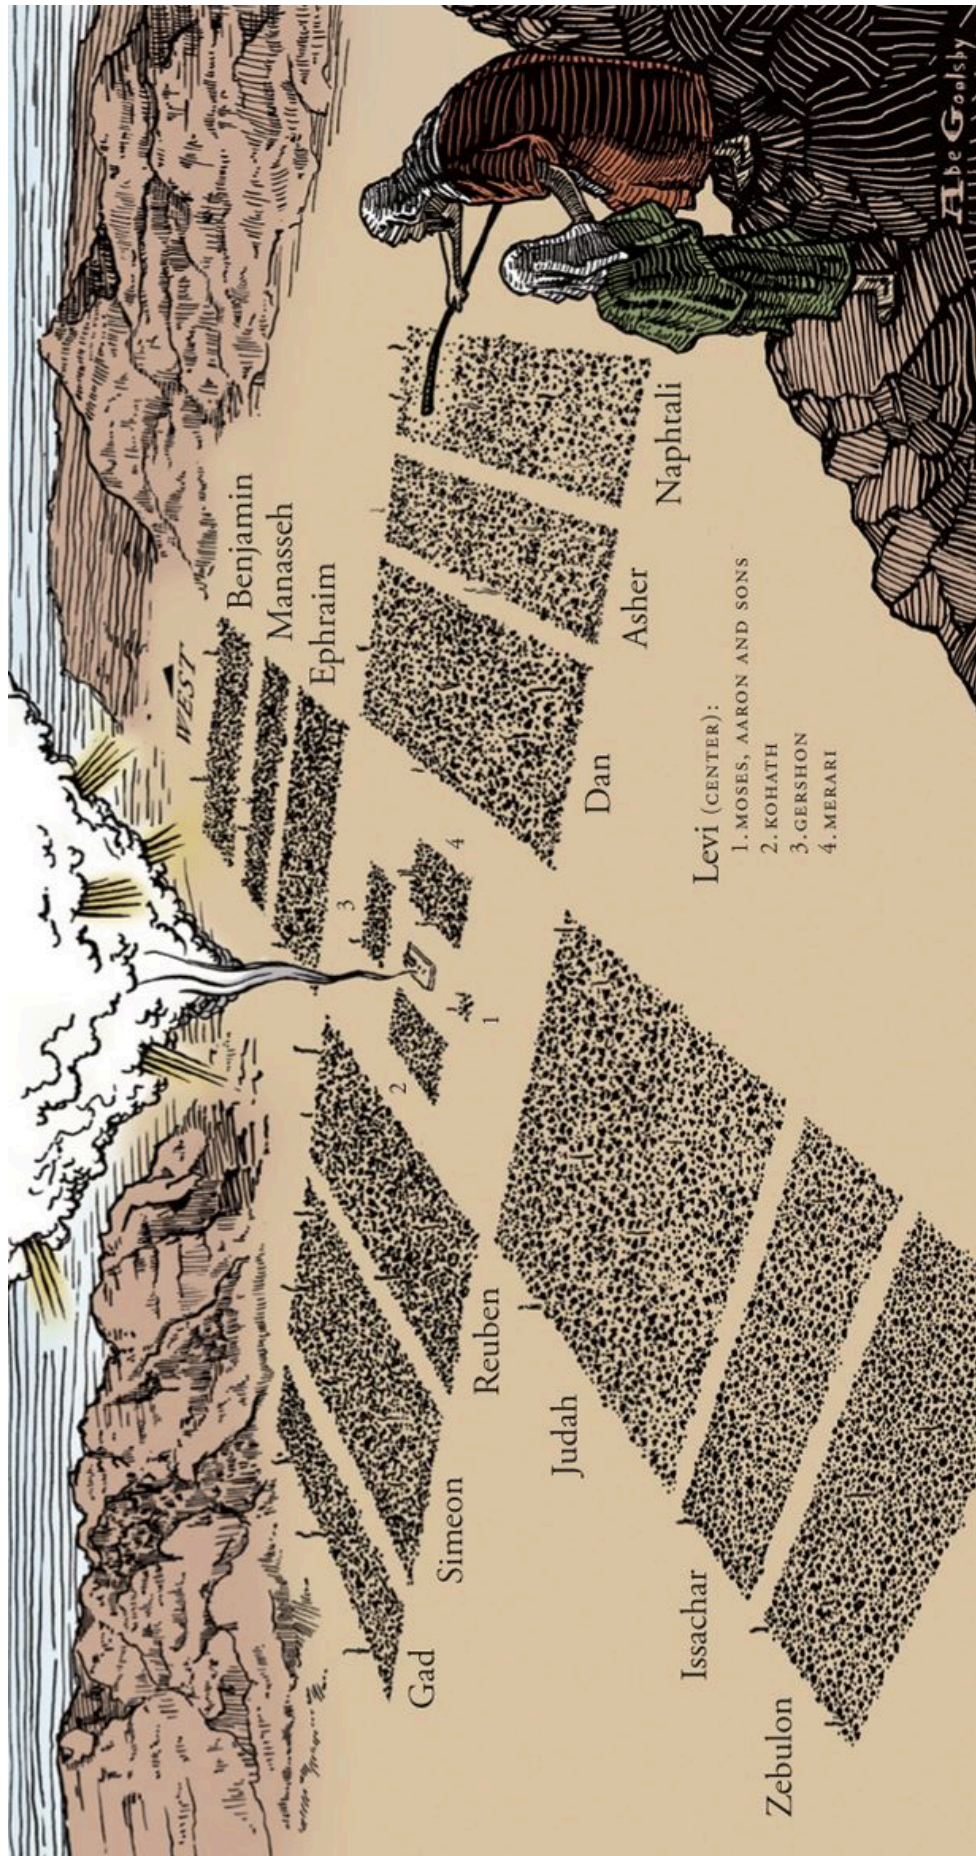 WEST
Benjamin
Manasseh
Ephraim
3
2
Gad
Simeon
4
Reuben
1
Judah
Dan
Asher
Naphtali
Issachar
Levi (CENTER):
1. MOSES, AARON AND SONS
2. KOHATH
3. GERSHON
4. MERARI
Zebulon
Abe Goolsby